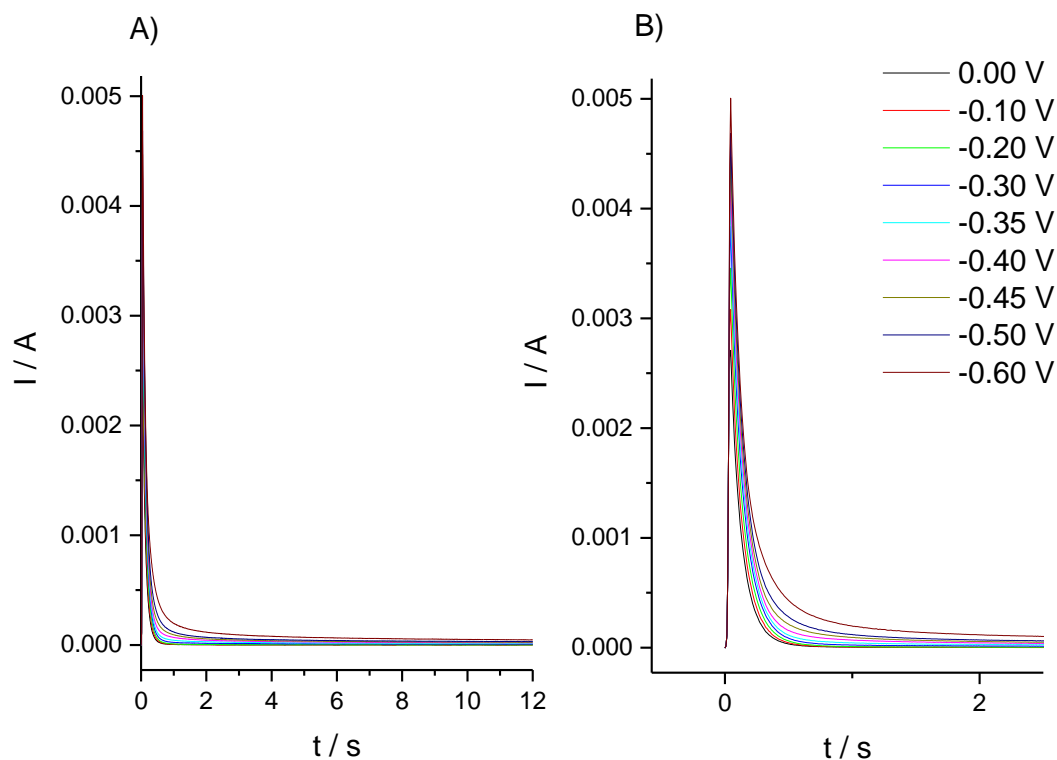 A)
0.005
0.004
0.003
0.002
0.001
0.000
I / A
0 2 4 6 8 10 12
t / s
B)
0.005
0.004
0.003
0.002
0.001
0.000
I / A
0 2
t / s
0.00 V
-0.10 V
-0.20 V
-0.30 V
-0.35 V
-0.40 V
-0.45 V
-0.50 V
-0.60 V